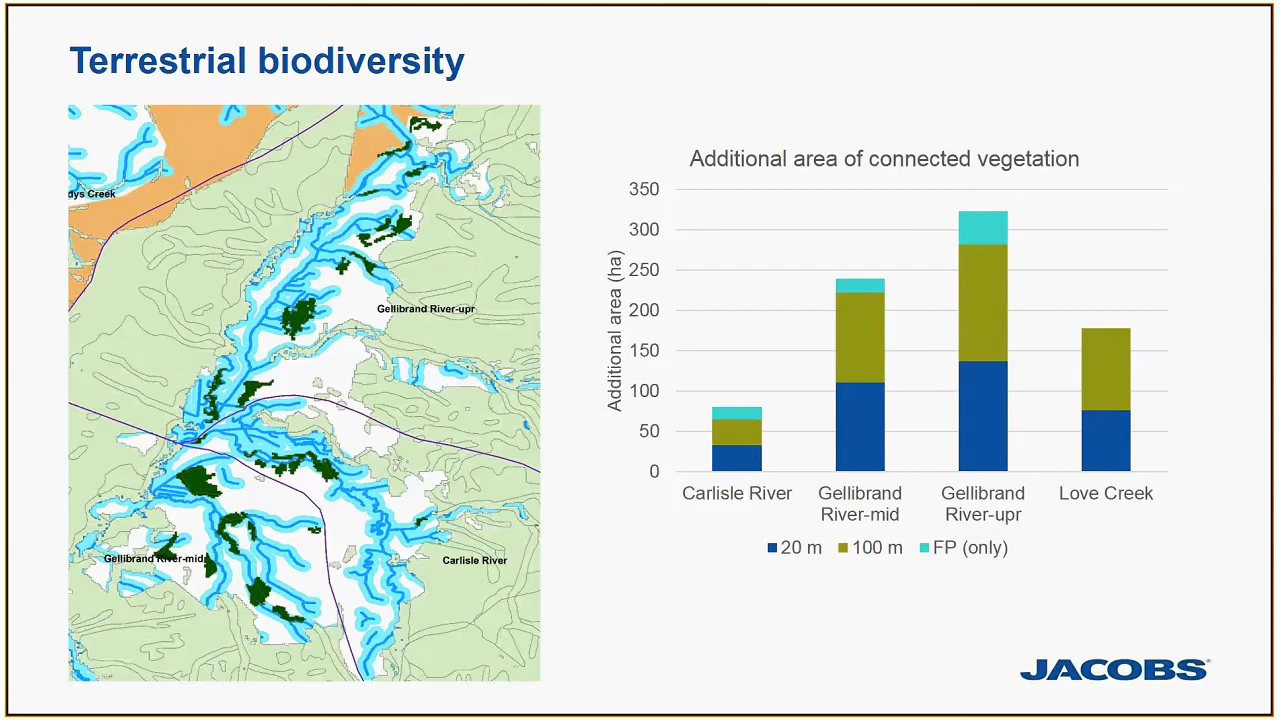 Terrestrial biodiversity
dys Creek
Gellibrand River-upr
Gellibrand River-mid
Carlisle River
Additional area of connected vegetation
Additional area (ha)
350
300
250
200
150
100
50
0
Carlisle River
Gellibrand
River-mid
Gellibrand
River-upr
Love Creek
20 m
100 m
FP (only)
JACOBS